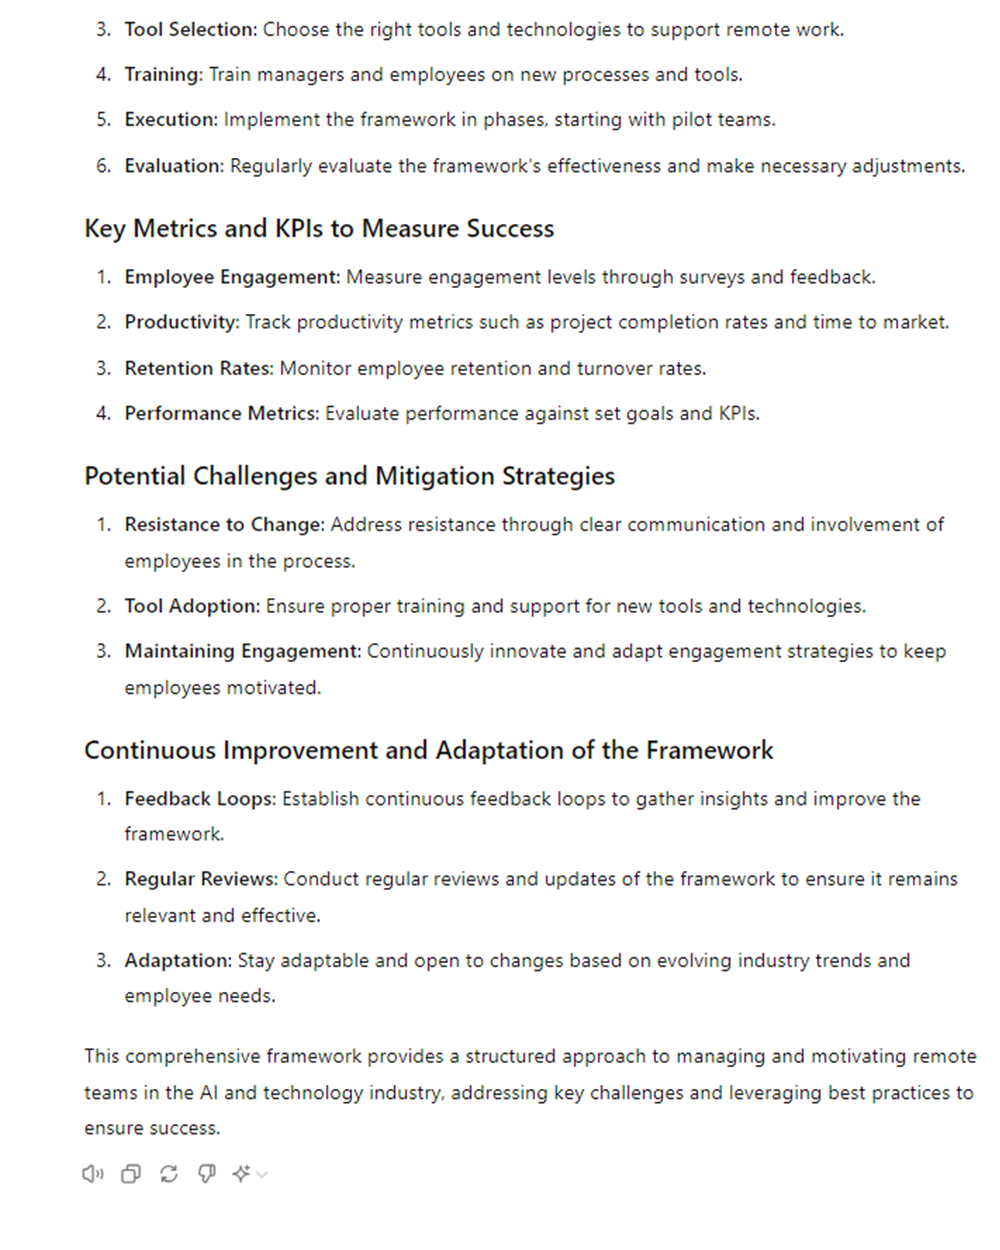 3. Tool Selection: Choose the right tools and technologies to support remote work.
4. Training: Train managers and employees on new processes and tools.
5. Execution: Implement the framework in phases, starting with pilot teams.
6. Evaluation: Regularly evaluate the framework's effectiveness and make necessary adjustments.
Key Metrics and KPIs to Measure Success
1. Employee Engagement: Measure engagement levels through surveys and feedback.
2. Productivity: Track productivity metrics such as project completion rates and time to market.
3. Retention Rates: Monitor employee retention and turnover rates.
4. Performance Metrics: Evaluate performance against set goals and KPIs.
Potential Challenges and Mitigation Strategies
1. Resistance to Change: Address resistance through clear communication and involvement of
employees in the process.
2. Tool Adoption: Ensure proper training and support for new tools and technologies.
3. Maintaining Engagement: Continuously innovate and adapt engagement strategies to keep
employees motivated.
Continuous Improvement and Adaptation of the Framework
1. Feedback Loops: Establish continuous feedback loops to gather insights and improve the
framework.
2. Regular Reviews: Conduct regular reviews and updates of the framework to ensure it remains
relevant and effective.
3. Adaptation: Stay adaptable and open to changes based on evolving industry trends and
employee needs.
This comprehensive framework provides a structured approach to managing and motivating remote
teams in the AI and technology industry, addressing key challenges and leveraging best practices to
ensure success.